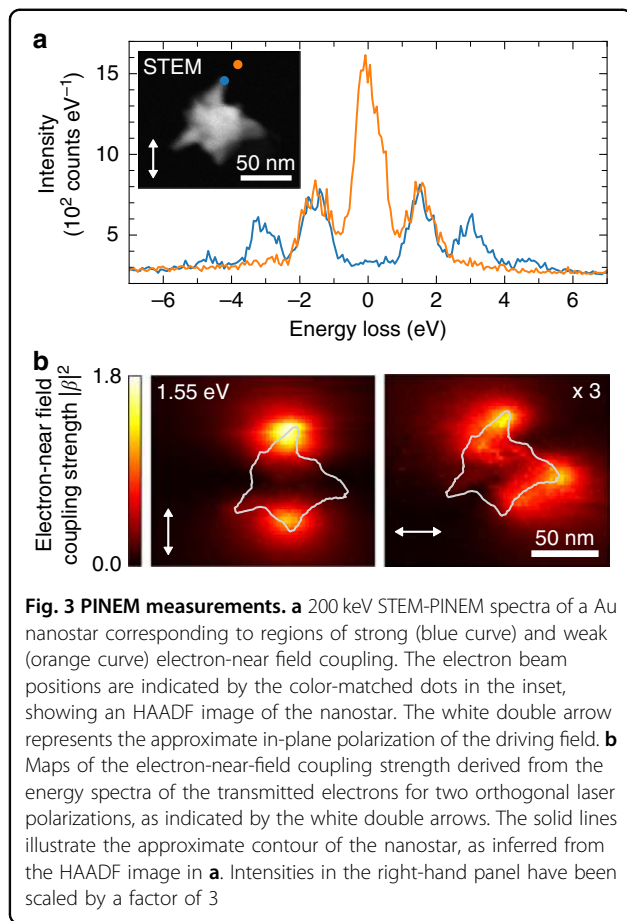 a
STEM
50 nm
15
10
5
Intensity
(10² counts eV⁻¹)
−6 −4 −2 0 2 4 6
Energy loss (eV)
b
1.8
0.0
Electron-near field
coupling strength |β|²
1.55 eV
x 3
50 nm
Fig. 3 PINEM measurements. a 200 keV STEM-PINEM spectra of a Au
nanostar corresponding to regions of strong (blue curve) and weak
(orange curve) electron-near field coupling. The electron beam
positions are indicated by the color-matched dots in the inset,
showing an HAADF image of the nanostar. The white double arrow
represents the approximate in-plane polarization of the driving field. b
Maps of the electron-near-field coupling strength derived from the
energy spectra of the transmitted electrons for two orthogonal laser
polarizations, as indicated by the white double arrows. The solid lines
illustrate the approximate contour of the nanostar, as inferred from
the HAADF image in a. Intensities in the right-hand panel have been
scaled by a factor of 3